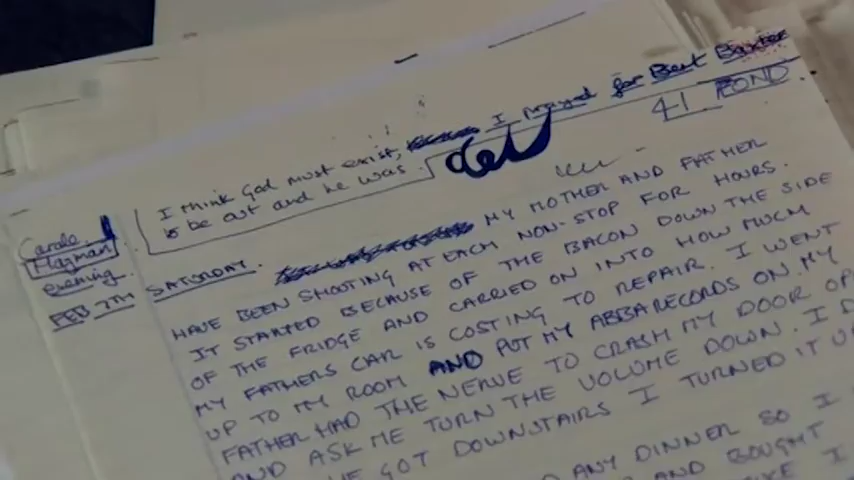 I think God must exist, I prayed for Bert Baxter
to be out and he was.
del
41 POND
Carole
Hayman
evening.
FEB 7TH SATURDAY.
MY MOTHER AND FATHER
HAVE BEEN SHOUTING AT EACH NON-STOP FOR HOURS.
IT STARTED BECAUSE OF THE BACON DOWN THE SIDE
OF THE FRIDGE AND CARRIED ON INTO HOW MUCH
MY FATHERS CAR IS COSTING TO REPAIR. I WENT
UP TO MY ROOM AND PUT MY ABBA RECORDS ON. MY
FATHER HAD THE NERVE TO CRASH MY DOOR OP
AND ASK ME TURN THE VOLUME DOWN. I D
HE GOT DOWNSTAIRS I TURNED IT U
ANY DINNER SO I
AND BOUGHT
I